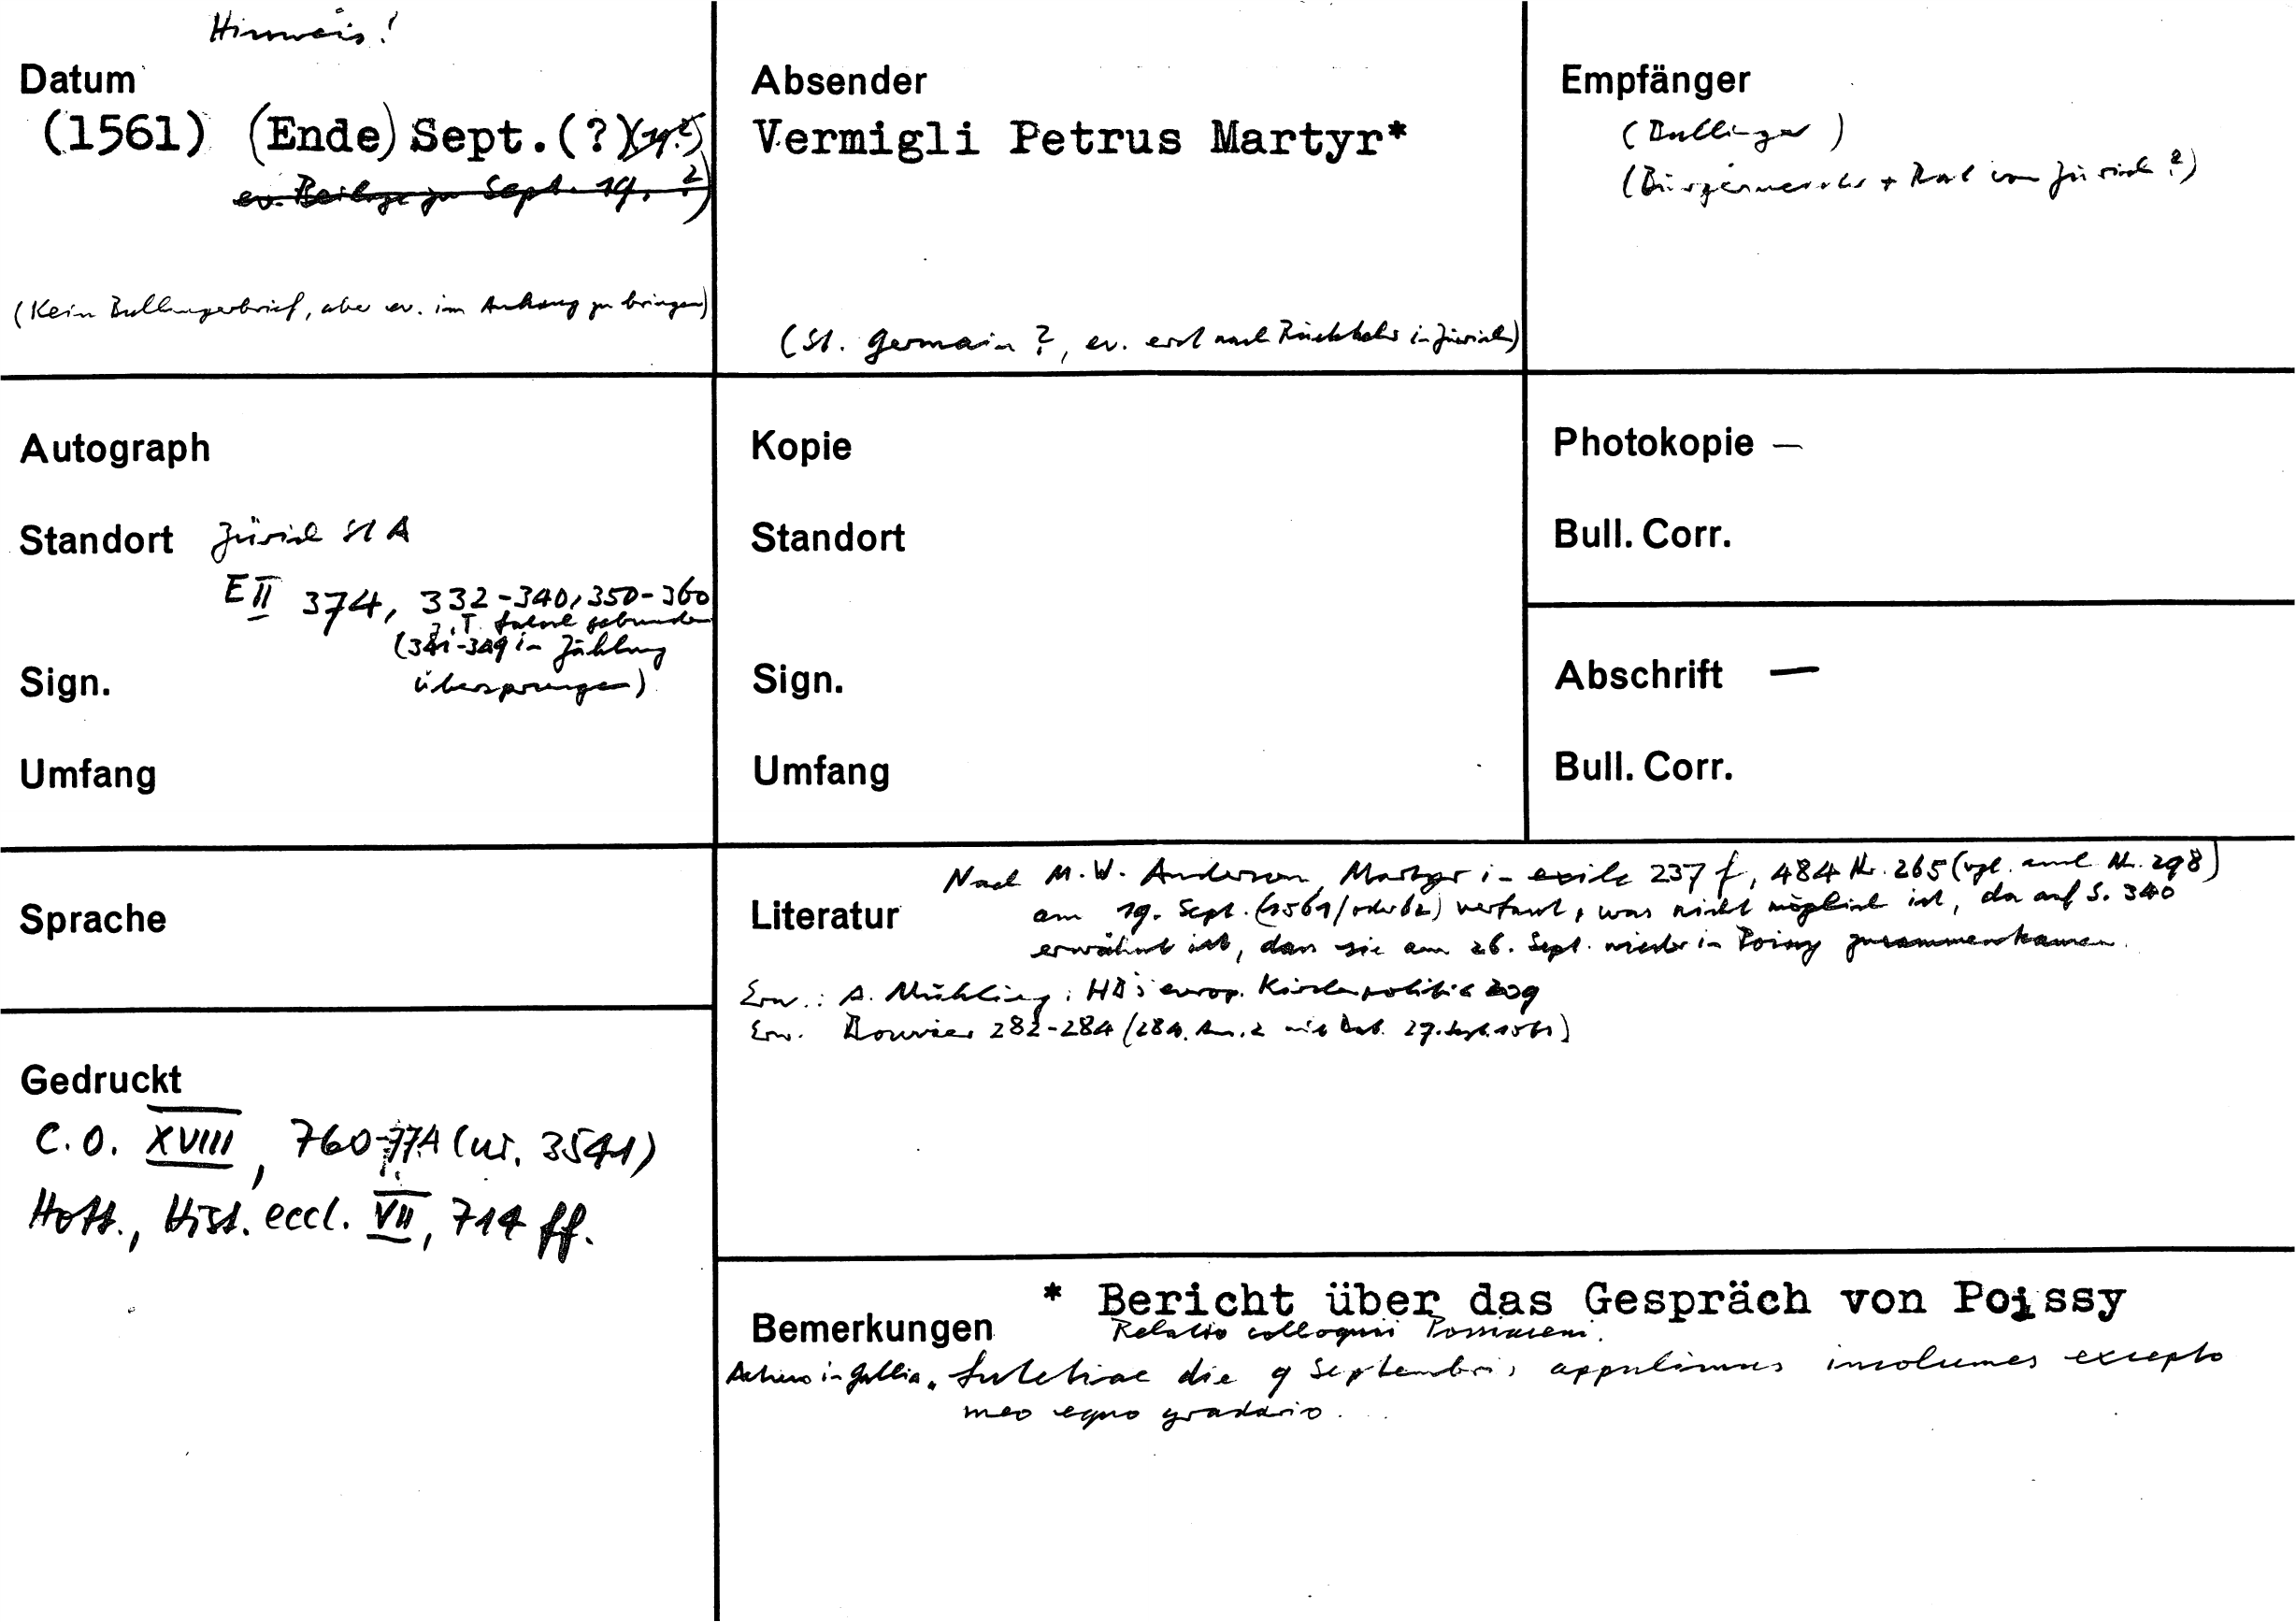 Hinweis!
Datum
(1561) (Ende) Sept. (?)
ev. Beilage zu Sept. 19. ?)
(Kein Bullingerbrief, aber ev. im Anhang zu bringen)
Absender
Vermigli Petrus Martyr*
(St. Germain ?, ev. erst nach Rückkehr in Zürich)
Empfänger
(Bullinger)
(Bürgermeister + Rat von Zürich ?)
Autograph
Standort Zürich StA
E II 374, 332-340, 350-360
z.T. falsch gebunden
(341-349 in Zählung
übersprungen)
Sign.
Umfang
Kopie
Standort
Sign.
Umfang
Photokopie —
Bull. Corr.
Abschrift —
Bull. Corr.
Sprache
Gedruckt
C.O. XVIII, 760-774 (nr. 3541)
Hott., Hist. eccl. VII, 714 ff.
Literatur
Nach M.W. Anderson, Martyr in exile 237 f, 484 Nr. 265 (vgl. auch Nr. 298)
am 19. Sept. (1561/oder 62) verfasst, was nicht möglich ist, da auf S. 340
erwähnt ist, dass sie am 26. Sept. wieder in Poissy zusammenkamen.
Erw.: A. Mühling: HB's europ. Kirchenpolitik 209
Erw. Bouvier 282-284 (284, Anm. 2 mit Dat. 27. Sept. 1561)
Bemerkungen
* Bericht über das Gespräch von Poissy
Relatio colloquii Possiaceni.
in Gallia. Lutetiae die 9 Septembris appulimus incolumes excepto
meo equo gradario...